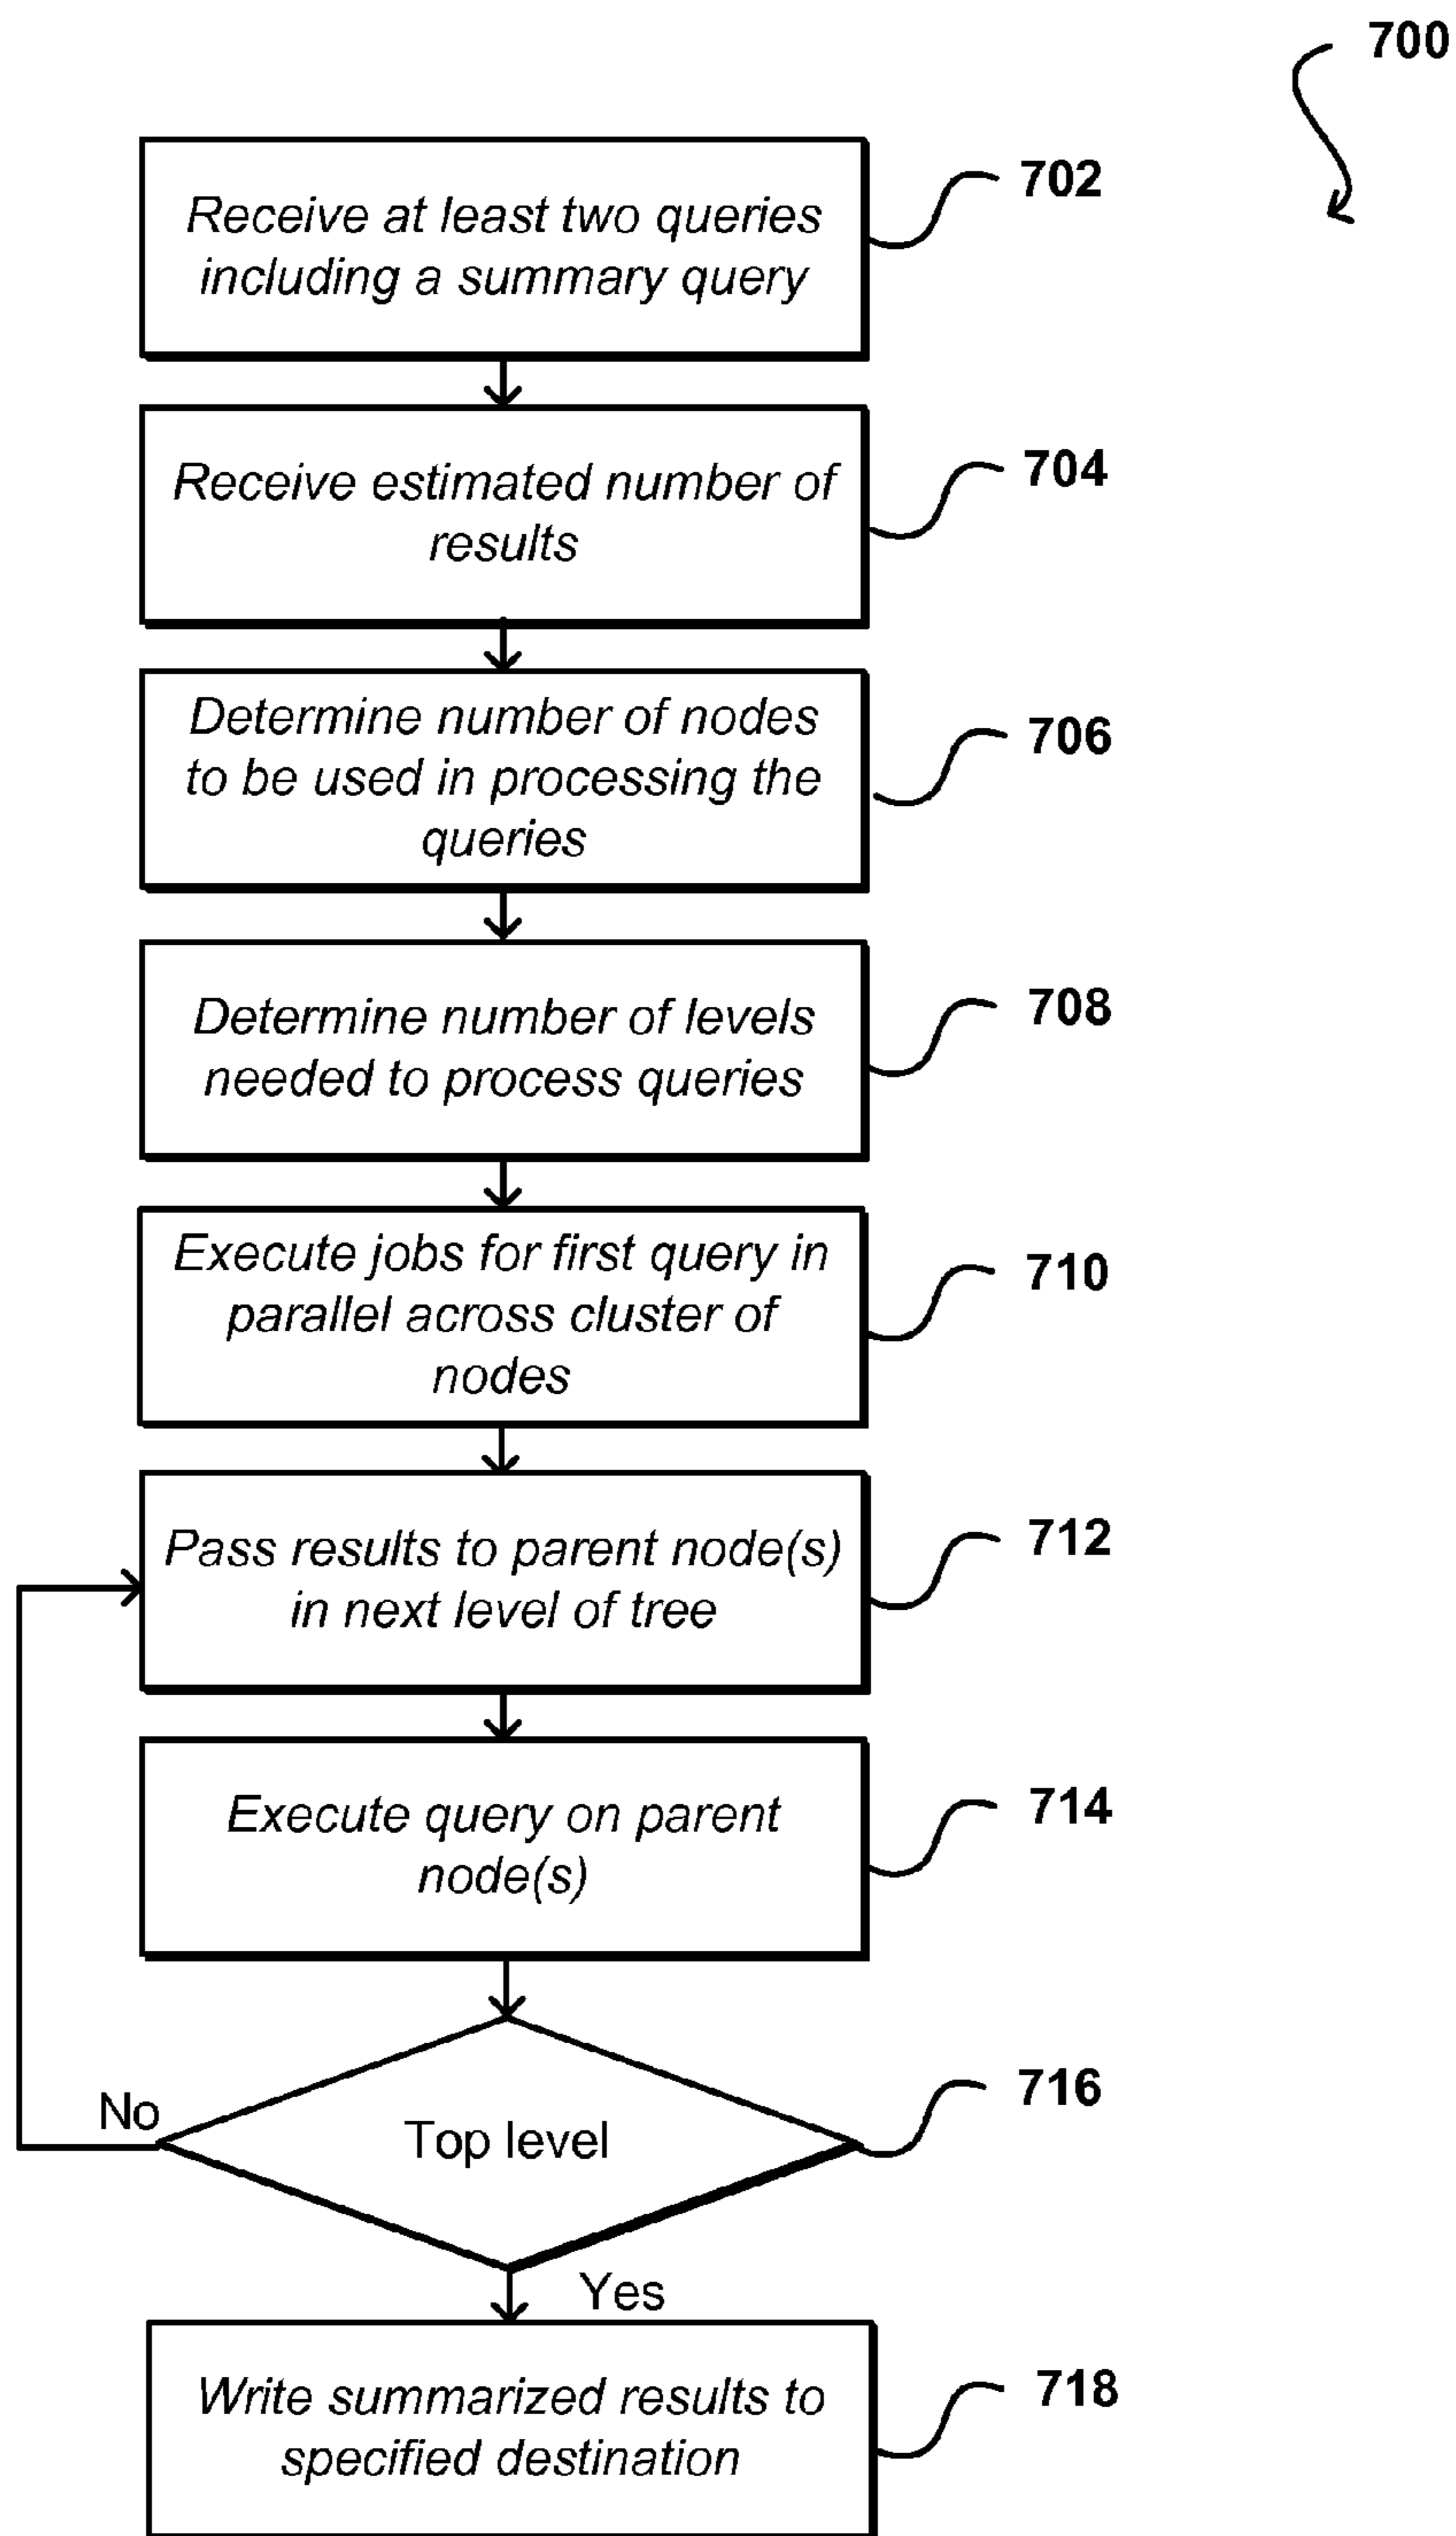 700
Receive at least two queries
including a summary query
702
Receive estimated number of
results
704
Determine number of nodes
to be used in processing the
queries
706
Determine number of levels
needed to process queries
708
Execute jobs for first query in
parallel across cluster of
nodes
710
Pass results to parent node(s)
in next level of tree
712
Execute query on parent
node(s)
714
Top level
716
No
Yes
Write summarized results to
specified destination
718